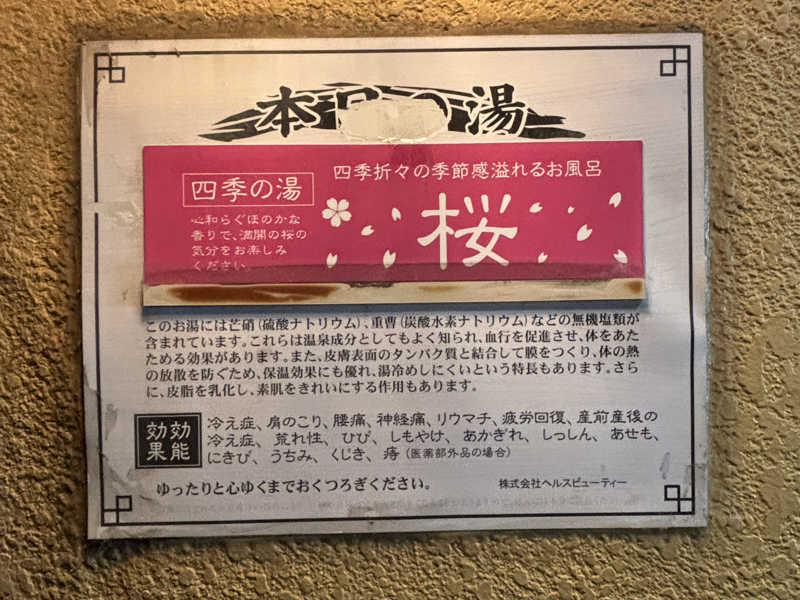 本日の湯
四季折々の季節感溢れるお風呂
四季の湯
心和らぐほのかな
香りで、満開の桜の
気分をお楽しみ
ください
桜
このお湯には芒硝(硫酸ナトリウム)、重曹(炭酸水素ナトリウム)などの無機塩類が
含まれています。これらは温泉成分としてもよく知られ、血行を促進させ、体をあた
ためる効果があります。また、皮膚表面のタンパク質と結合して膜をつくり、体の熱
の放散を防ぐため、保温効果にも優れ、湯冷めしにくいという特長もあります。さら
に、皮脂を乳化し、素肌をきれいにする作用もあります。
効能
効果
冷え症、肩のこり、腰痛、神経痛、リウマチ、疲労回復、産前産後の
冷え症、荒れ性、ひび、しもやけ、あかぎれ、しっしん、あせも、
にきび、うちみ、くじき、痔(医薬部外品の場合)
ゆったりと心ゆくまでおくつろぎください。
株式会社ヘルスビューティー